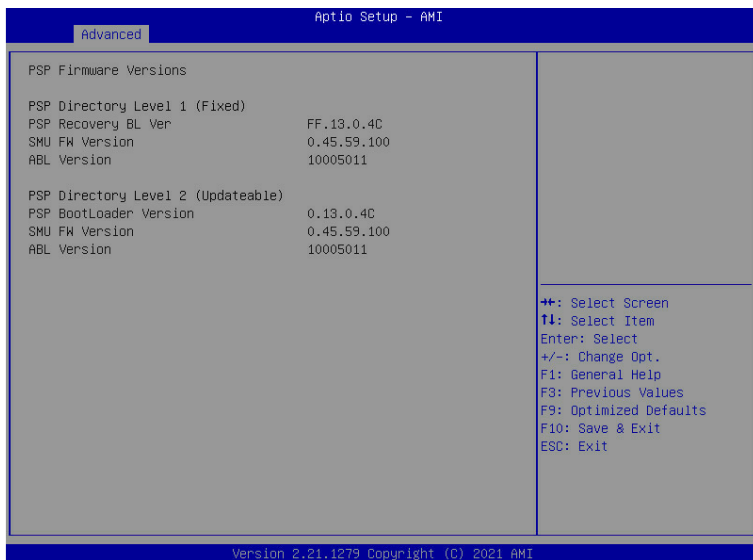 Aptio Setup - AMI
Advanced
PSP Firmware Versions
PSP Directory Level 1 (Fixed)
PSP Recovery BL Ver FF.13.0.4C
SMU FW Version 0.45.59.100
ABL Version 10005011
PSP Directory Level 2 (Updateable)
PSP BootLoader Version 0.13.0.4C
SMU FW Version 0.45.59.100
ABL Version 10005011
→←: Select Screen
↑↓: Select Item
Enter: Select
+/-: Change Opt.
F1: General Help
F3: Previous Values
F9: Optimized Defaults
F10: Save & Exit
ESC: Exit
Version 2.21.1279 Copyright (C) 2021 AMI